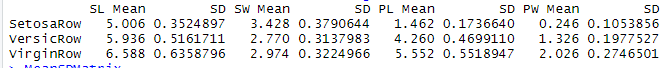 SL Mean SD SW Mean SD PL Mean SD PW Mean SD
SetosaRow 5.006 0.3524897 3.428 0.3790644 1.462 0.1736640 0.246 0.1053856
VersicRow 5.936 0.5161711 2.770 0.3137983 4.260 0.4699110 1.326 0.1977527
VirginRow 6.588 0.6358796 2.974 0.3224966 5.552 0.5518947 2.026 0.2746501
> MeanSDMatrix